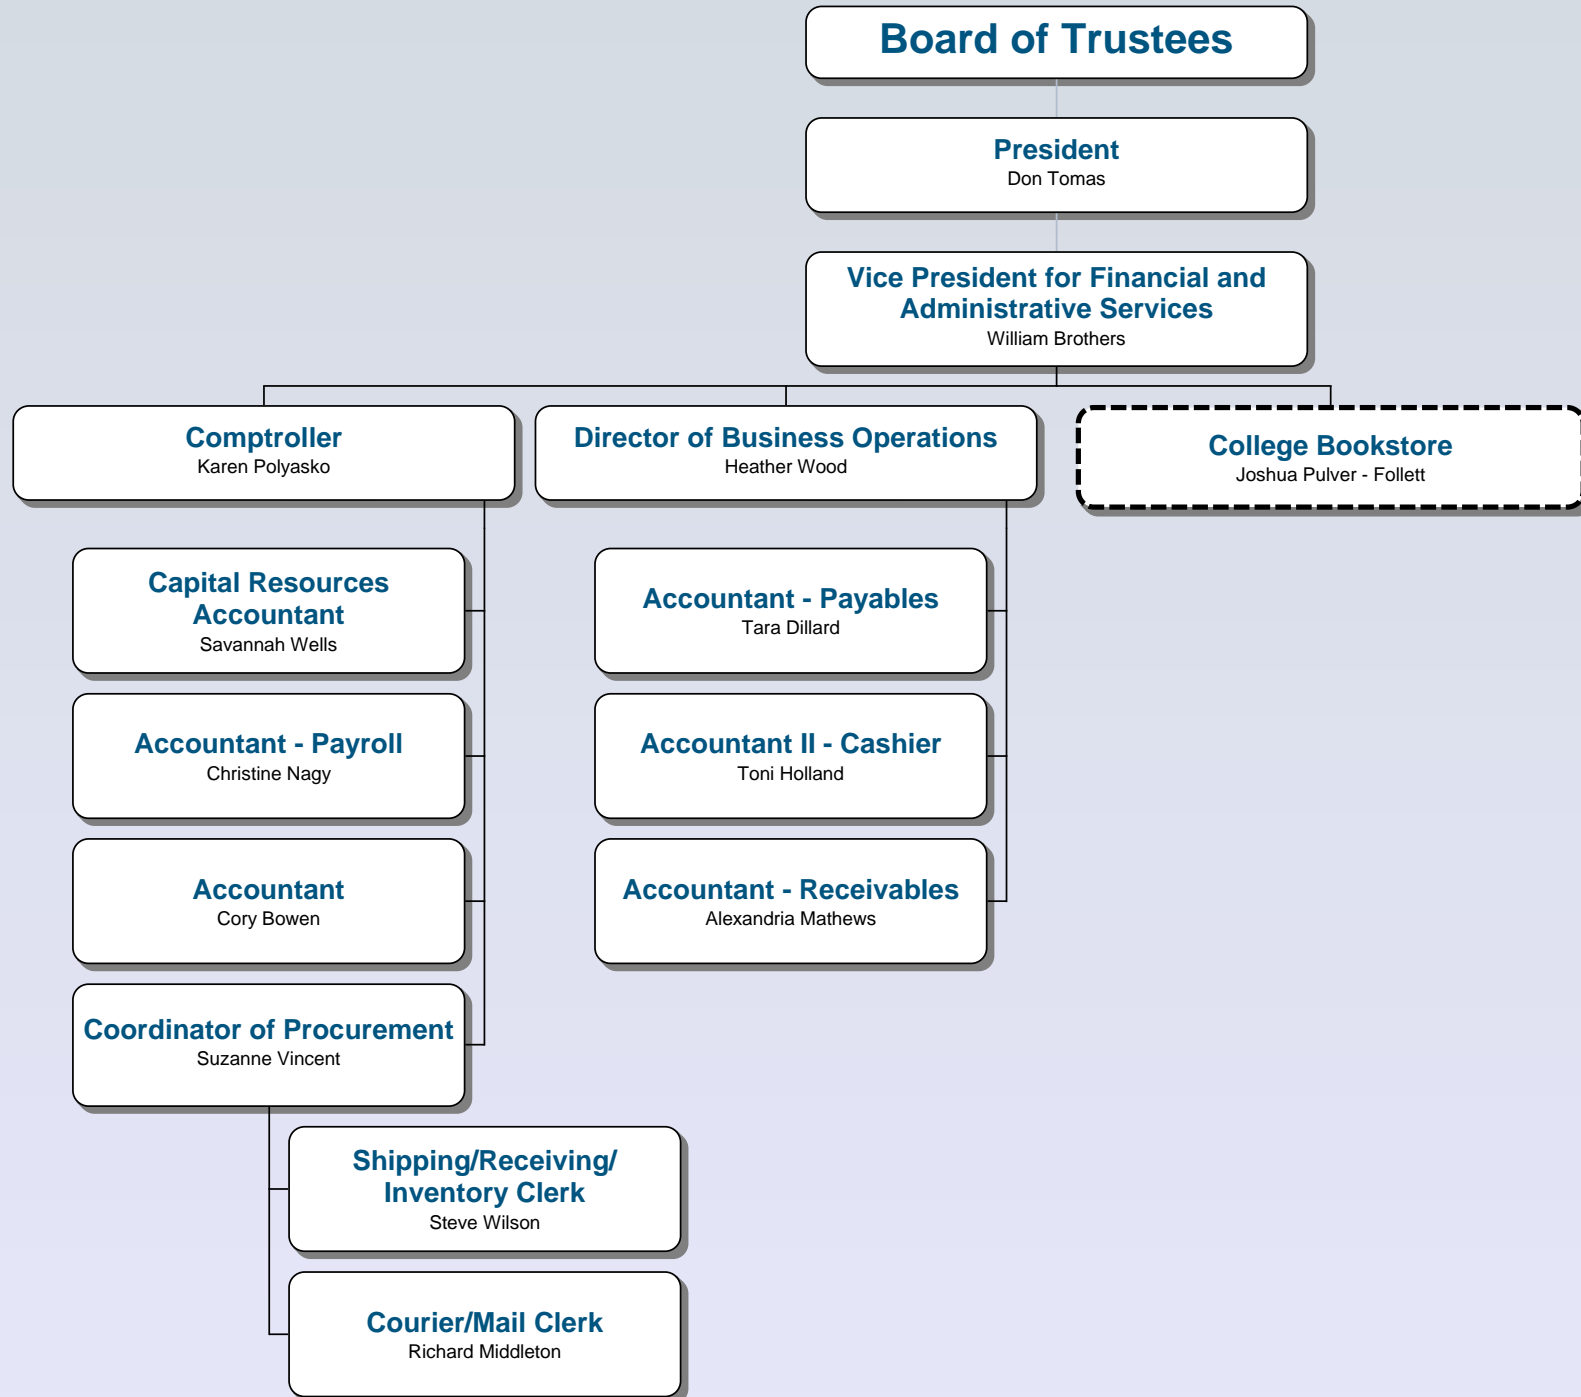 Board of Trustees
President
Don Tomas
Vice President for Financial and
Administrative Services
William Brothers
Comptroller
Karen Polyasko
Director of Business Operations
Heather Wood
College Bookstore
Joshua Pulver - Follett
Capital Resources
Accountant
Savannah Wells
Accountant - Payroll
Christine Nagy
Accountant
Cory Bowen
Coordinator of Procurement
Suzanne Vincent
Shipping/Receiving/
Inventory Clerk
Steve Wilson
Courier/Mail Clerk
Richard Middleton
Accountant - Payables
Tara Dillard
Accountant II - Cashier
Toni Holland
Accountant - Receivables
Alexandria Mathews